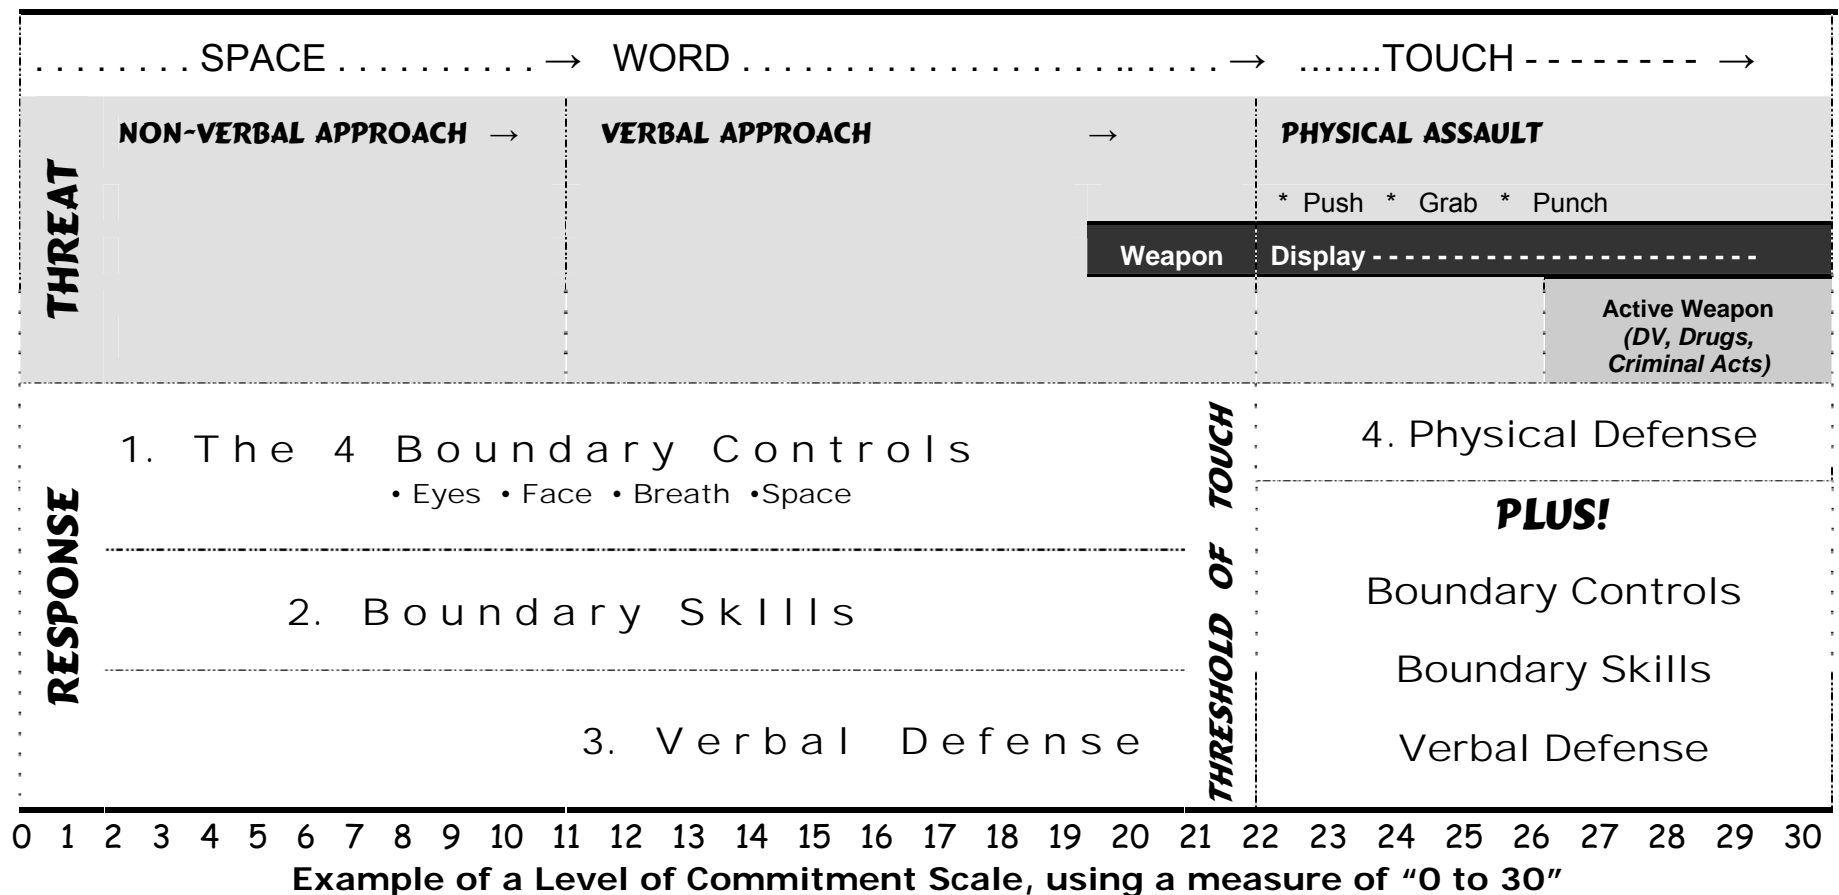 . . . . . . . . SPACE . . . . . . . . . . → WORD . . . . . . . . . . . . . . . . . . . .. . . . . → …….TOUCH - - - - - - - - →
THREAT
NON-VERBAL APPROACH → VERBAL APPROACH → PHYSICAL ASSAULT
* Push * Grab * Punch
Weapon Display - - - - - - - - - - - - - - - - - - - - - - - -
Active Weapon
(DV, Drugs,
Criminal Acts)
RESPONSE
1. The 4 Boundary Controls
• Eyes • Face • Breath •Space
2. Boundary SkIlls
3. Verbal Defense
THRESHOLD OF TOUCH
4. Physical Defense
PLUS!
Boundary Controls
Boundary Skills
Verbal Defense
0 1 2 3 4 5 6 7 8 9 10 11 12 13 14 15 16 17 18 19 20 21 22 23 24 25 26 27 28 29 30
Example of a Level of Commitment Scale, using a measure of “0 to 30”